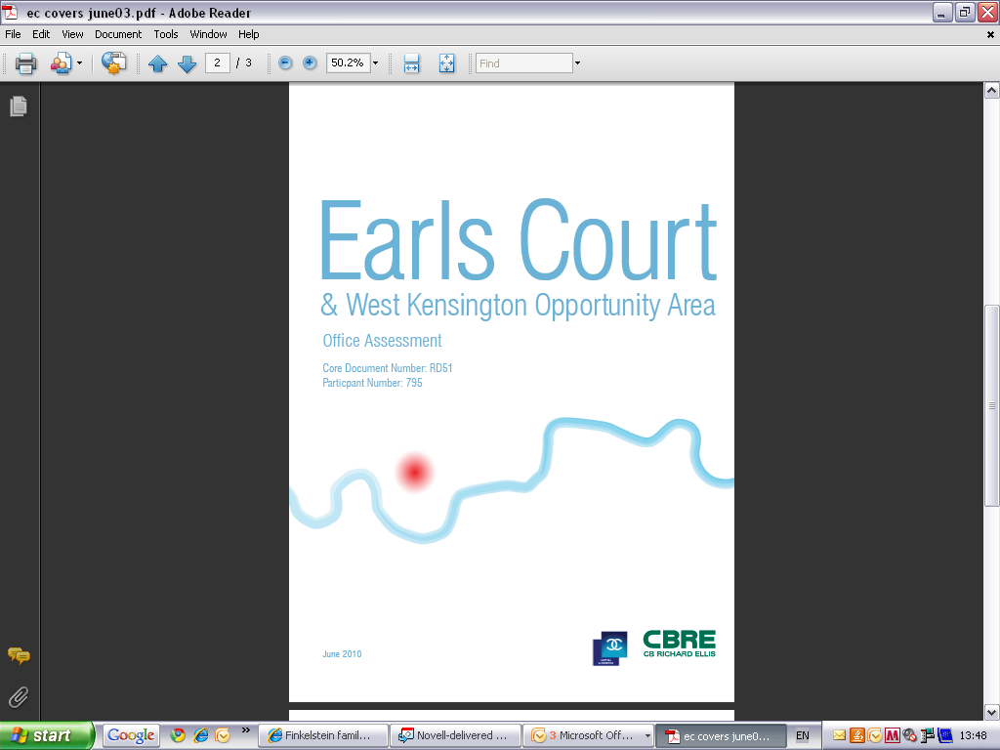 ec covers june03.pdf - Adobe Reader
File Edit View Document Tools Window Help
2 / 3 50.2% Find
Earls Court
& West Kensington Opportunity Area
Office Assessment
Core Document Number: RD51
Particpant Number: 795
June 2010
CAPITAL & COUNTIES
CBRE
CB RICHARD ELLIS
start Google » Finkelstein famil... Novell-delivered ... 3 Microsoft Off... ec covers june0... EN 13:48